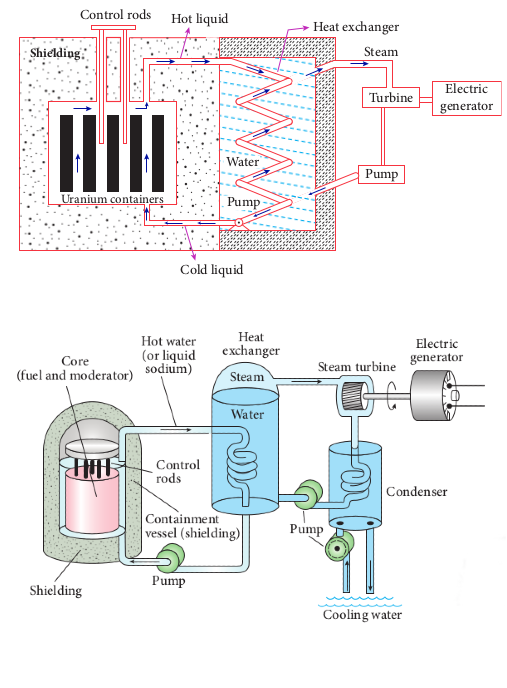 Control rods
Hot liquid
Heat exchanger
Shielding
Steam
Turbine
Electric
generator
Water
Pump
Uranium containers
Pump
Cold liquid
Hot water
(or liquid
sodium)
Heat
exchanger
Electric
generator
Core
(fuel and moderator)
Steam
Steam turbine
Water
Control
rods
Condenser
Containment
vessel (shielding)
Pump
Pump
Shielding
Cooling water